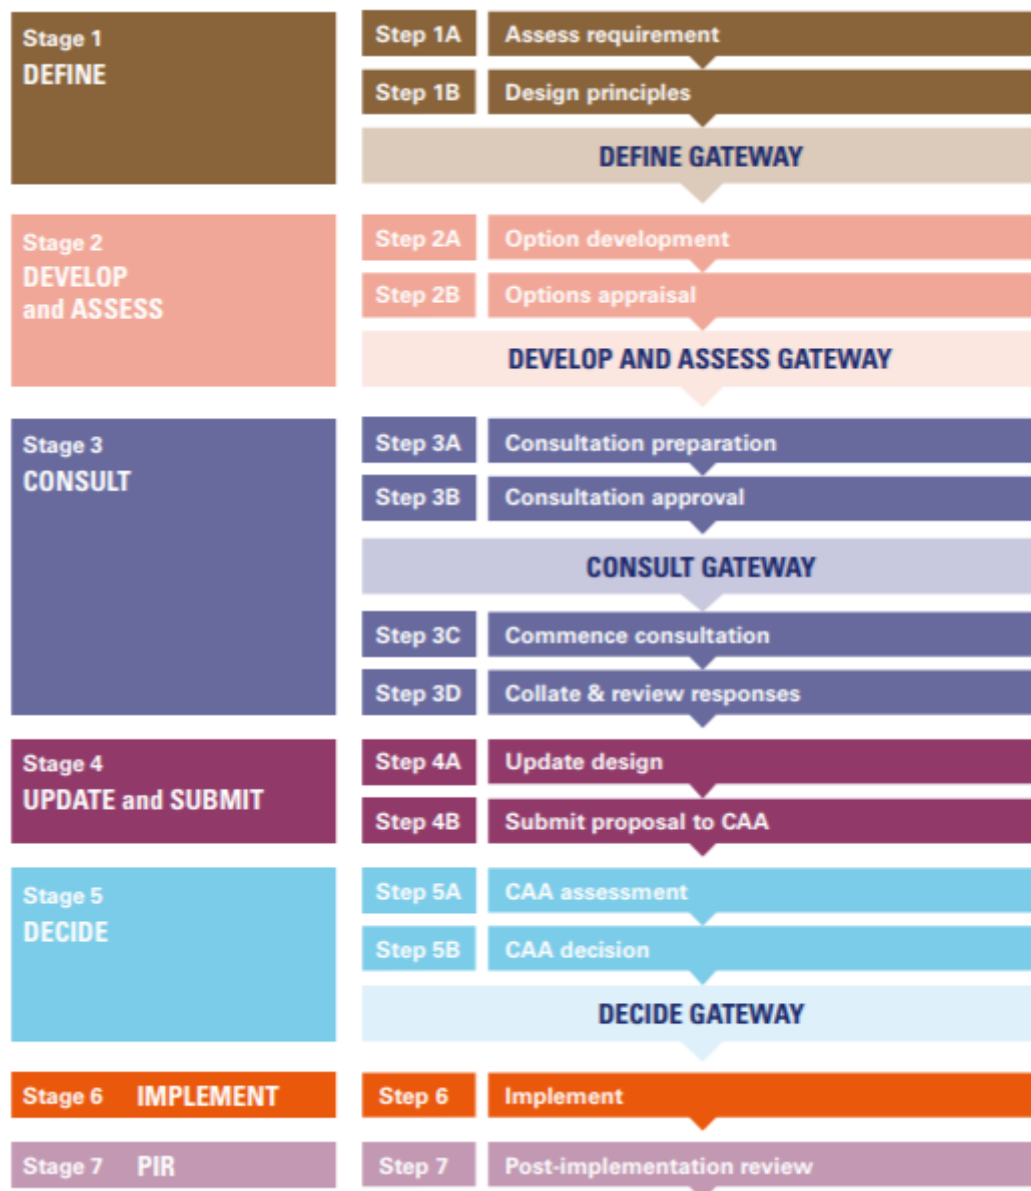 Stage 1
DEFINE
Step 1A Assess requirement
Step 1B Design principles
DEFINE GATEWAY
Stage 2
DEVELOP
and ASSESS
Step 2A Option development
Step 2B Options appraisal
DEVELOP AND ASSESS GATEWAY
Stage 3
CONSULT
Step 3A Consultation preparation
Step 3B Consultation approval
CONSULT GATEWAY
Step 3C Commence consultation
Step 3D Collate & review responses
Stage 4
UPDATE and SUBMIT
Step 4A Update design
Step 4B Submit proposal to CAA
Stage 5
DECIDE
Step 5A CAA assessment
Step 5B CAA decision
DECIDE GATEWAY
Stage 6 IMPLEMENT
Step 6 Implement
Stage 7 PIR
Step 7 Post-implementation review